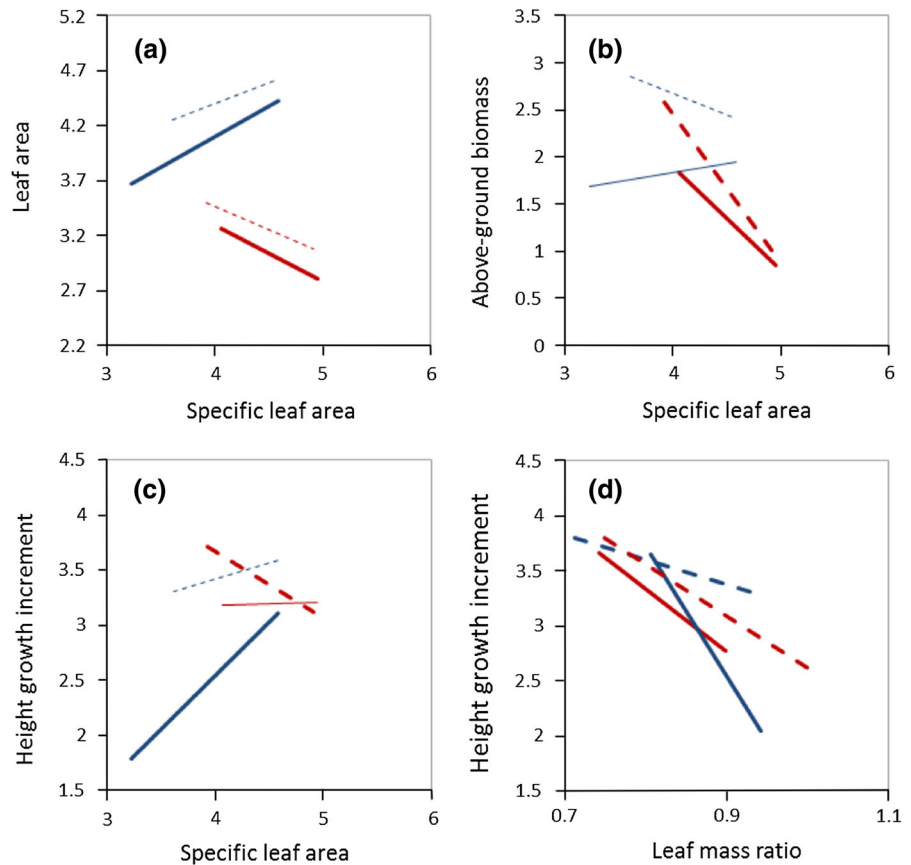 (a)
Leaf area
5.2
4.7
4.2
3.7
3.2
2.7
2.2
3 4 5 6
Specific leaf area
(b)
Above-ground biomass
3.5
3
2.5
2
1.5
1
0.5
0
3 4 5 6
Specific leaf area
(c)
Height growth increment
4.5
4
3.5
3
2.5
2
1.5
3 4 5 6
Specific leaf area
(d)
Height growth increment
4.5
4
3.5
3
2.5
2
1.5
0.7 0.9 1.1
Leaf mass ratio